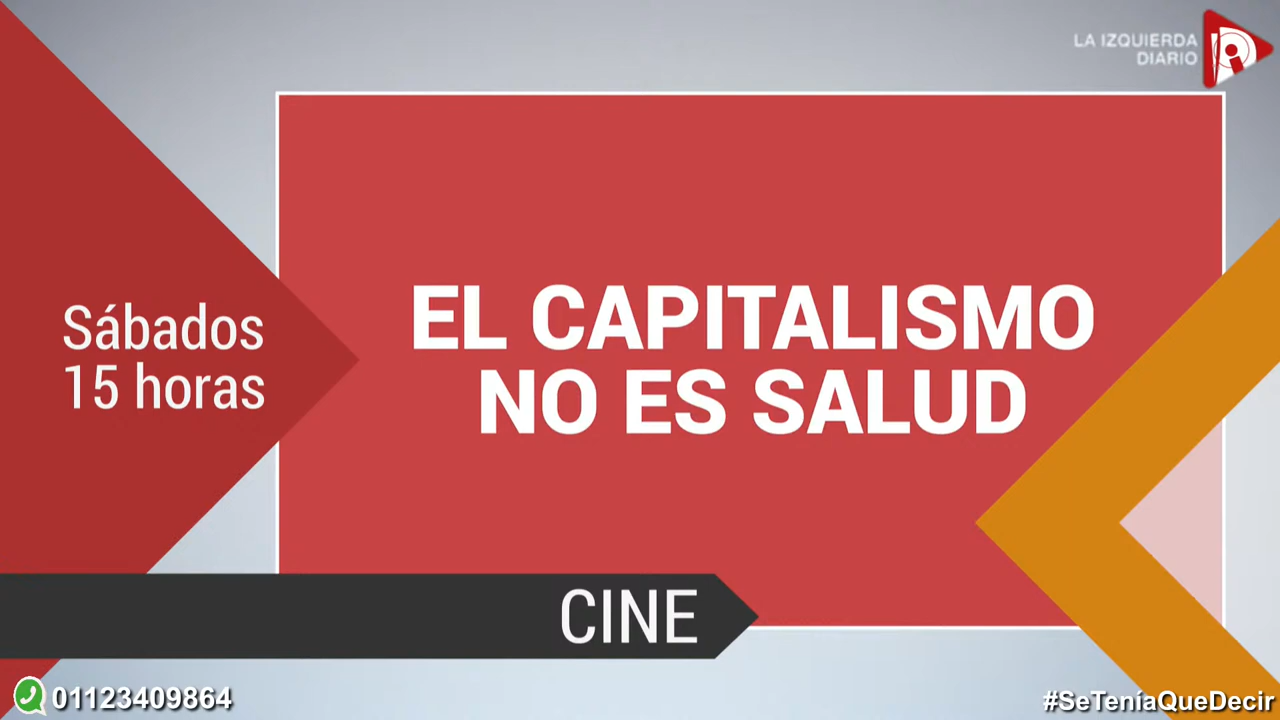 LA IZQUIERDA
DIARIO
Sábados
15 horas
EL CAPITALISMO
NO ES SALUD
CINE
01123409864
#SeTeníaQueDecir